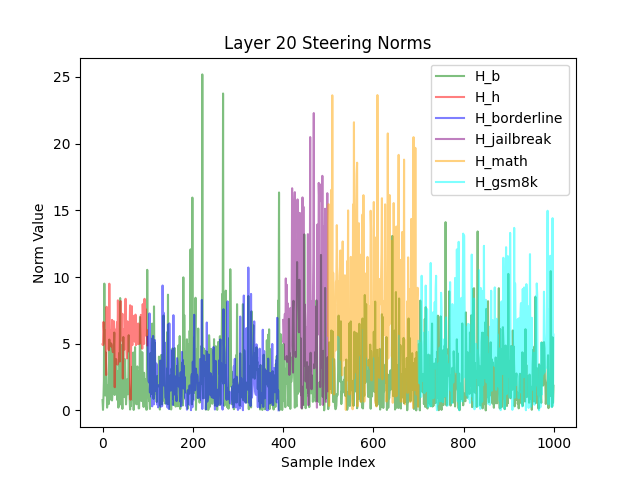 Layer 20 Steering Norms
25
20
15
10
5
0
Norm Value
0
200
400
600
800
1000
Sample Index
H_b
H_h
H_borderline
H_jailbreak
H_math
H_gsm8k